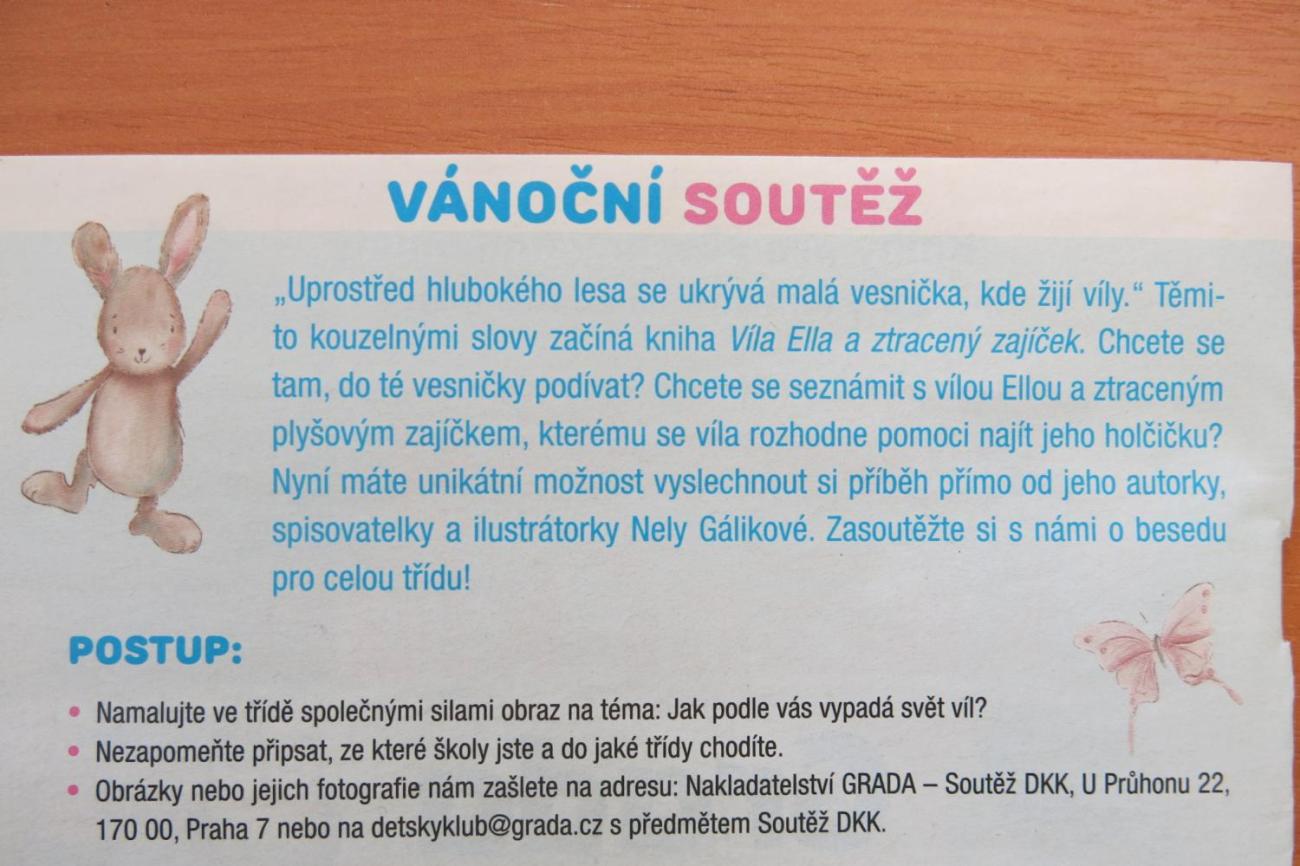 VÁNOČNÍ SOUTĚŽ
„Uprostřed hlubokého lesa se ukrývá malá vesnička, kde žijí víly.“ Těmi-
to kouzelnými slovy začíná kniha Víla Ella a ztracený zajíček. Chcete se
tam, do té vesničky podívat? Chcete se seznámit s vílou Ellou a ztraceným
plyšovým zajíčkem, kterému se víla rozhodne pomoci najít jeho holčičku?
Nyní máte unikátní možnost vyslechnout si příběh přímo od jeho autorky,
spisovatelky a ilustrátorky Nely Gálikové. Zasoutěžte si s námi o besedu
pro celou třídu!
POSTUP:
• Namalujte ve třídě společnými silami obraz na téma: Jak podle vás vypadá svět víl?
• Nezapomeňte připsat, ze které školy jste a do jaké třídy chodíte.
• Obrázky nebo jejich fotografie nám zašlete na adresu: Nakladatelství GRADA – Soutěž DKK, U Průhonu 22,
170 00, Praha 7 nebo na detskyklub@grada.cz s předmětem Soutěž DKK.